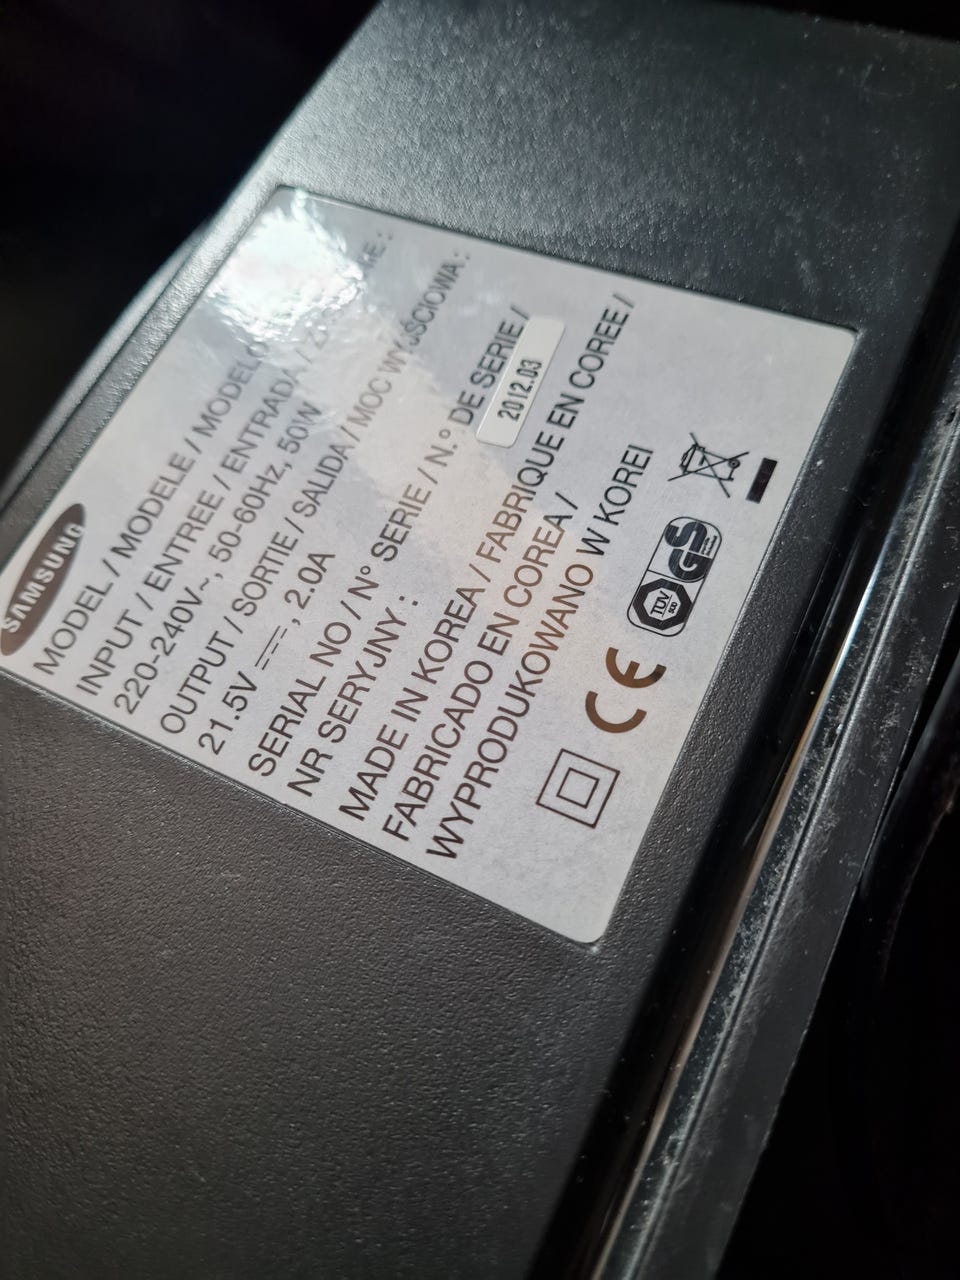 SAMSUNG
MODEL / MODELE / MODELO
INPUT / ENTREE / ENTRADA /
220-240V~, 50-60Hz, 50W
OUTPUT / SORTIE / SALIDA / MOC WYJŚCIOWA :
21.5V ⎓, 2.0A
SERIAL NO / N° SERIE / N.º DE SERIE /
NR SERYJNY :
2012.03
MADE IN KOREA / FABRIQUE EN COREE /
FABRICADO EN COREA /
WYPRODUKOWANO W KOREI
CE
TÜV
SÜD
GS